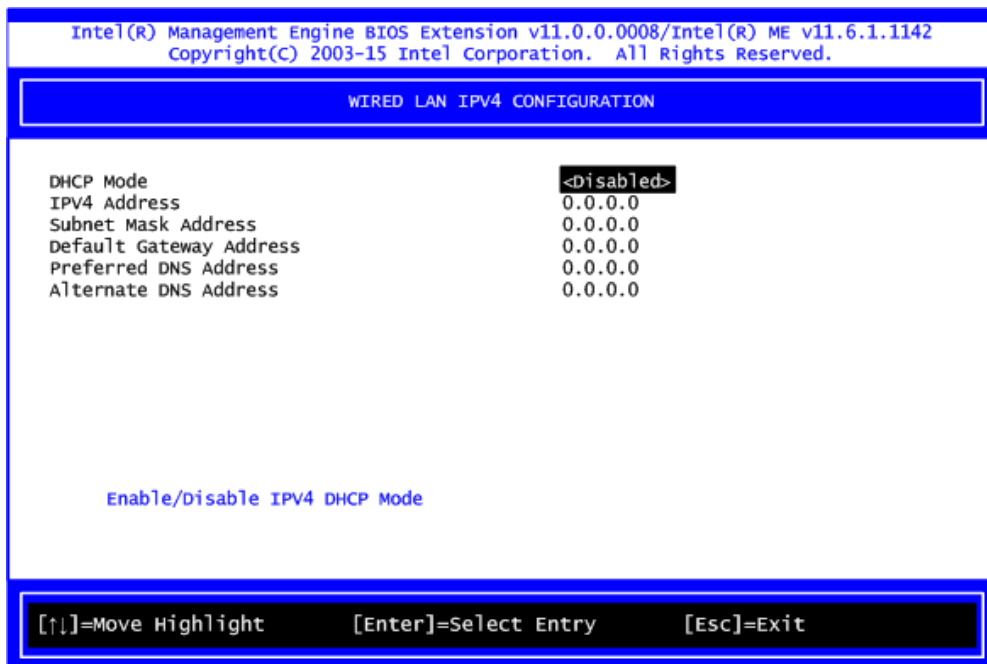 Intel(R) Management Engine BIOS Extension v11.0.0.0008/Intel(R) ME v11.6.1.1142
Copyright(C) 2003-15 Intel Corporation. All Rights Reserved.
WIRED LAN IPV4 CONFIGURATION
DHCP Mode <Disabled>
IPV4 Address 0.0.0.0
Subnet Mask Address 0.0.0.0
Default Gateway Address 0.0.0.0
Preferred DNS Address 0.0.0.0
Alternate DNS Address 0.0.0.0
Enable/Disable IPV4 DHCP Mode
[↑↓]=Move Highlight [Enter]=Select Entry [Esc]=Exit